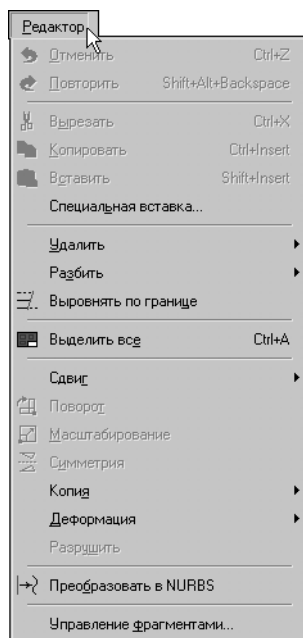 Редактор
Отменить Ctrl+Z
Повторить Shift+Alt+Backspace
Вырезать Ctrl+X
Копировать Ctrl+Insert
Вставить Shift+Insert
Специальная вставка...
Удалить
Разбить
Выровнять по границе
Выделить все Ctrl+A
Сдвиг
Поворот
Масштабирование
Симметрия
Копия
Деформация
Разрушить
Преобразовать в NURBS
Управление фрагментами...